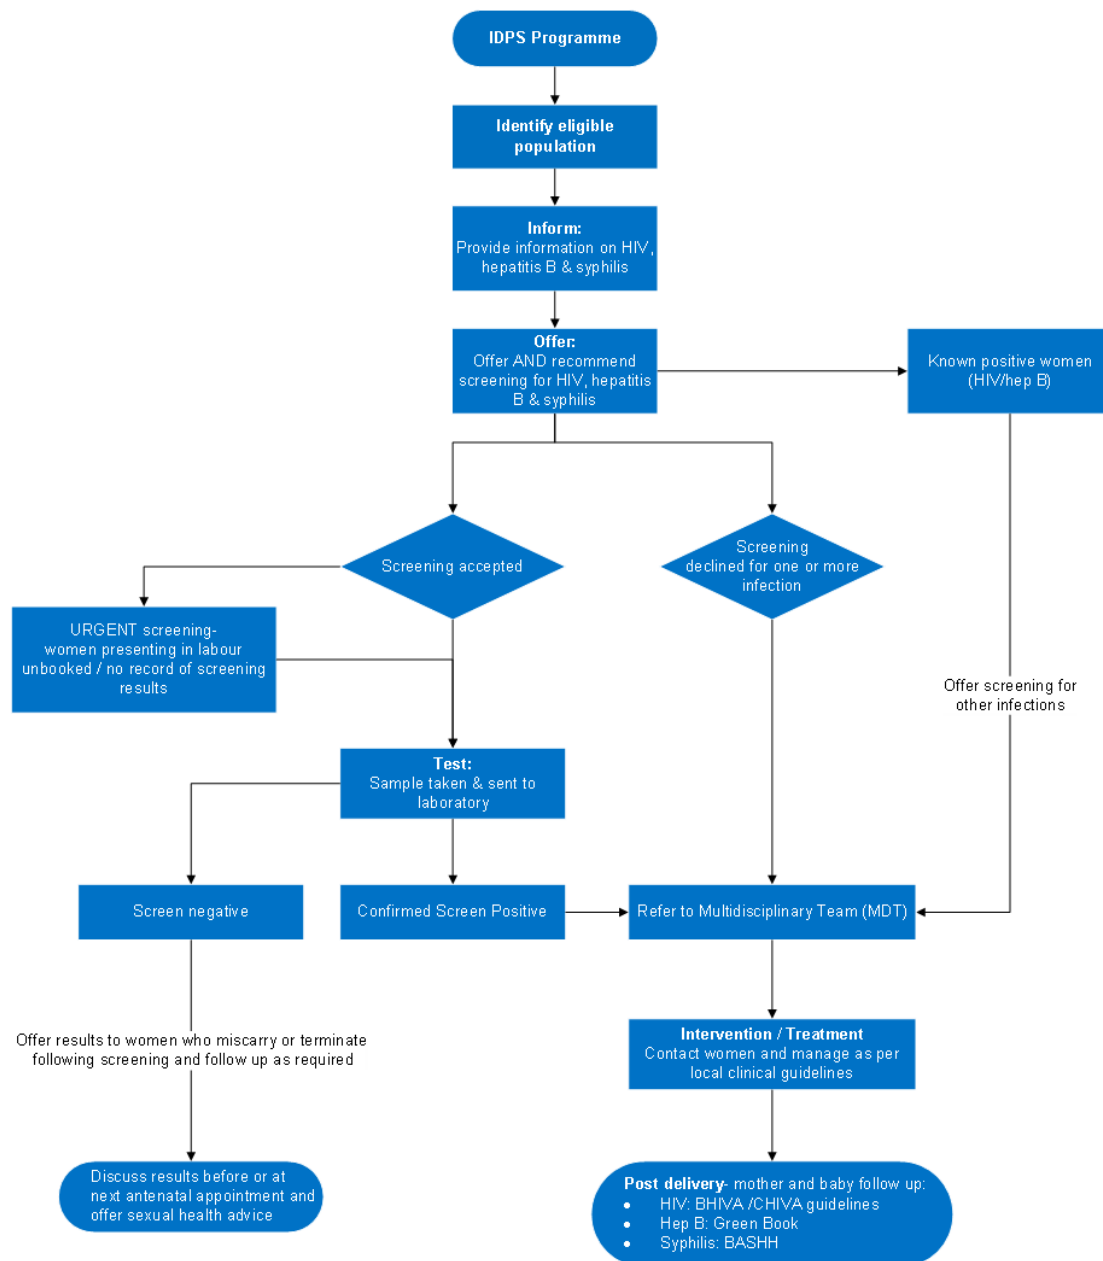 IDPS Programme
Identify eligible
population
Inform:
Provide information on HIV,
hepatitis B & syphilis
Offer:
Offer AND recommend
screening for HIV, hepatitis
B & syphilis
Known positive women
(HIV/hep B)
Screening accepted
Screening
declined for one or more
infection
URGENT screening-
women presenting in labour
unbooked / no record of screening
results
Offer screening for
other infections
Test:
Sample taken & sent to
laboratory
Screen negative
Confirmed Screen Positive
Refer to Multidisciplinary Team (MDT)
Offer results to women who miscarry or terminate
following screening and follow up as required
Intervention / Treatment
Contact women and manage as per
local clinical guidelines
Discuss results before or at
next antenatal appointment and
offer sexual health advice
Post delivery- mother and baby follow up:
• HIV: BHIVA /CHIVA guidelines
• Hep B: Green Book
• Syphilis: BASHH